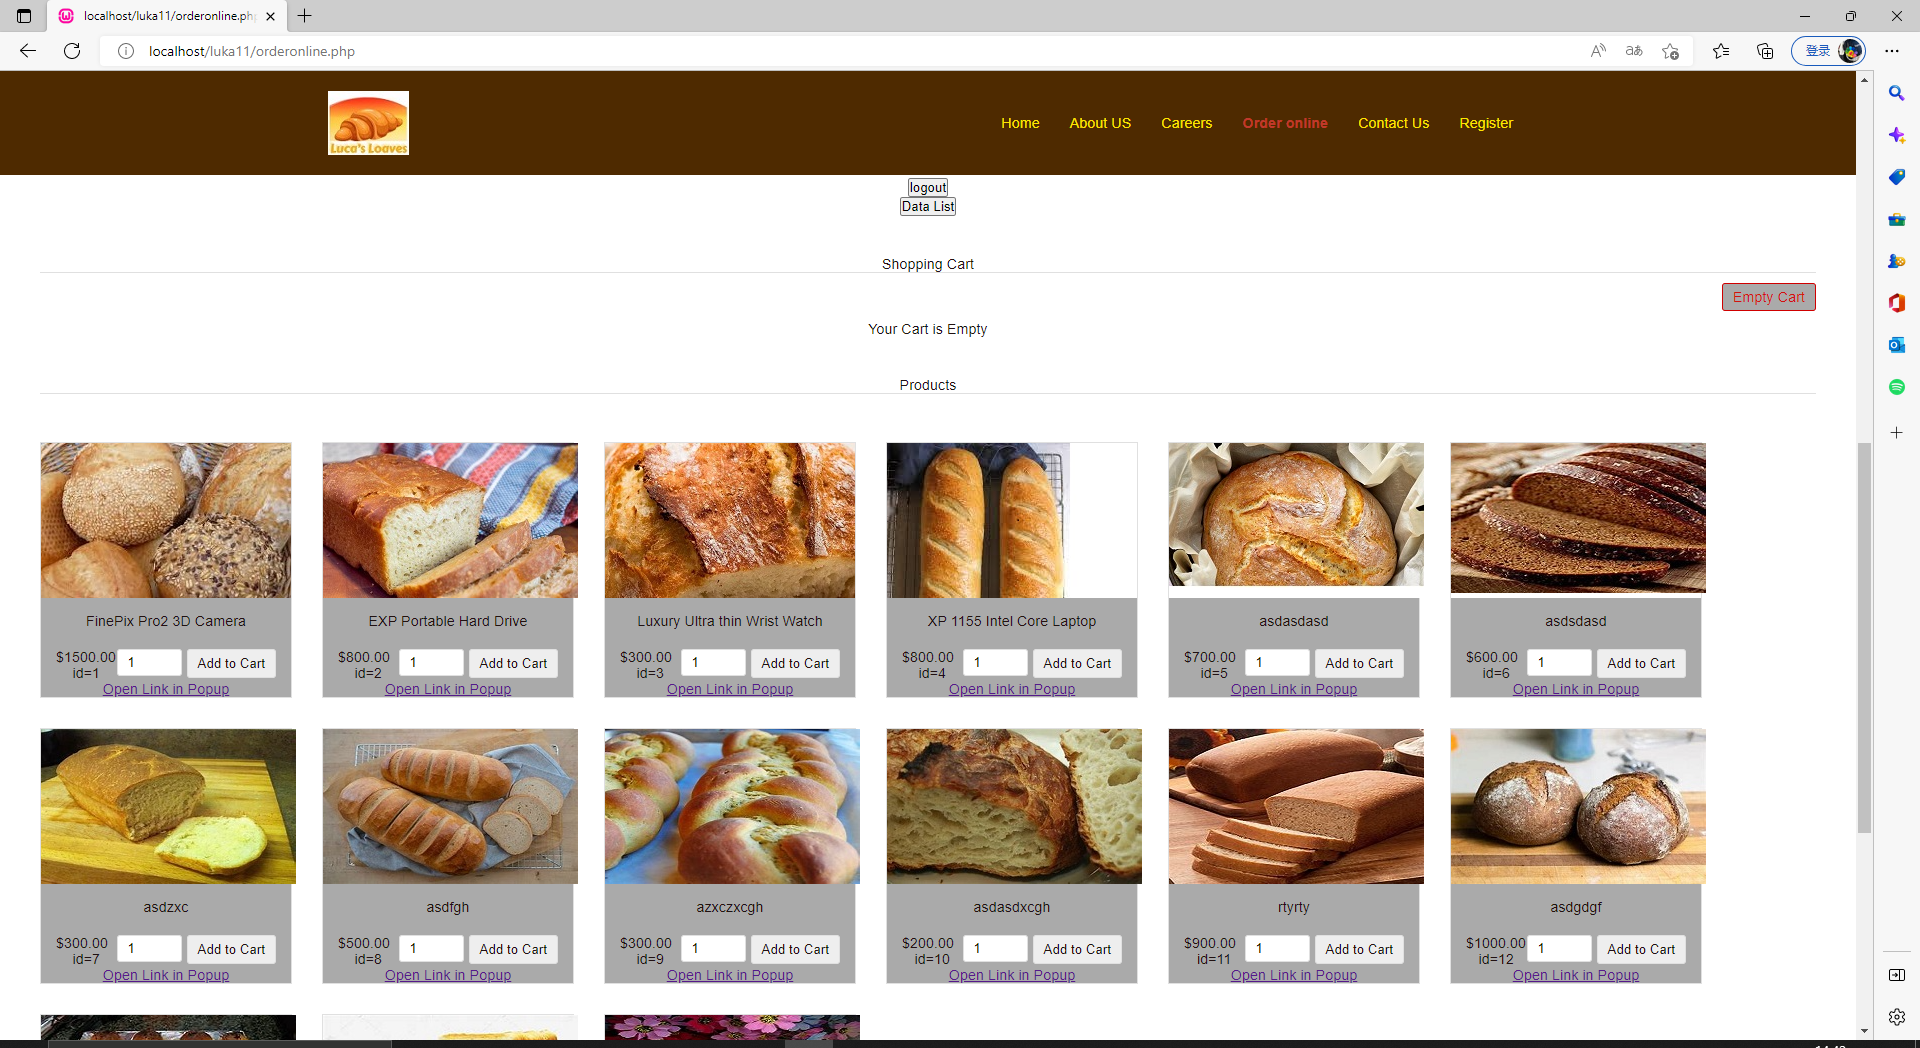 localhost/luka11/orderonline.ph
localhost/luka11/orderonline.php
登录
Luca's Loaves
Home About US Careers Order online Contact Us Register
logout
Data List
Shopping Cart
Empty Cart
Your Cart is Empty
Products
FinePix Pro2 3D Camera EXP Portable Hard Drive Luxury Ultra thin Wrist Watch XP 1155 Intel Core Laptop asdasdasd asdsdasd
$1500.00 1 Add to Cart $800.00 1 Add to Cart $300.00 1 Add to Cart $800.00 1 Add to Cart $700.00 1 Add to Cart $600.00 1 Add to Cart
id=1 id=2 id=3 id=4 id=5 id=6
Open Link in Popup Open Link in Popup Open Link in Popup Open Link in Popup Open Link in Popup Open Link in Popup
asdzxc asdfgh azxczxcgh asdasdxcgh rtyrty asdgdgf
$300.00 1 Add to Cart $500.00 1 Add to Cart $300.00 1 Add to Cart $200.00 1 Add to Cart $900.00 1 Add to Cart $1000.00 1 Add to Cart
id=7 id=8 id=9 id=10 id=11 id=12
Open Link in Popup Open Link in Popup Open Link in Popup Open Link in Popup Open Link in Popup Open Link in Popup